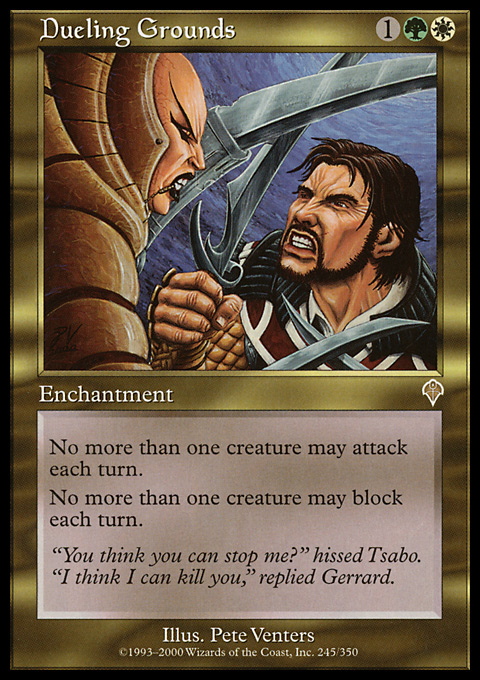 Dueling Grounds 1
Enchantment
No more than one creature may attack
each turn.
No more than one creature may block
each turn.
“You think you can stop me?” hissed Tsabo.
“I think I can kill you,” replied Gerrard.
Illus. Pete Venters
©1993–2000 Wizards of the Coast, Inc. 245/350